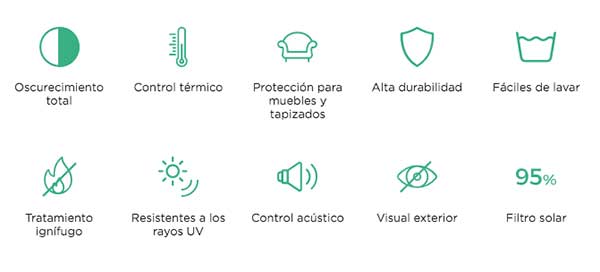 Oscurecimiento
total
Control térmico
Protección para
muebles y
tapizados
Alta durabilidad
Fáciles de lavar
Tratamiento
ignífugo
Resistentes a los
rayos UV
Control acústico
Visual exterior
95%
Filtro solar